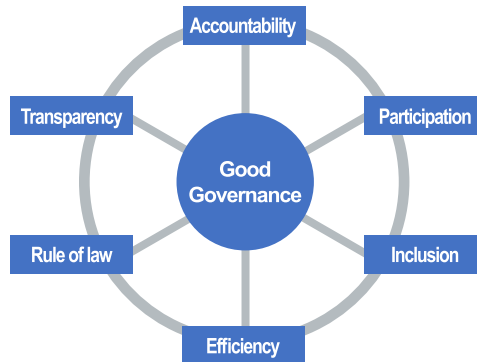 Accountability
Transparency
Participation
Good
Governance
Rule of law
Inclusion
Efficiency